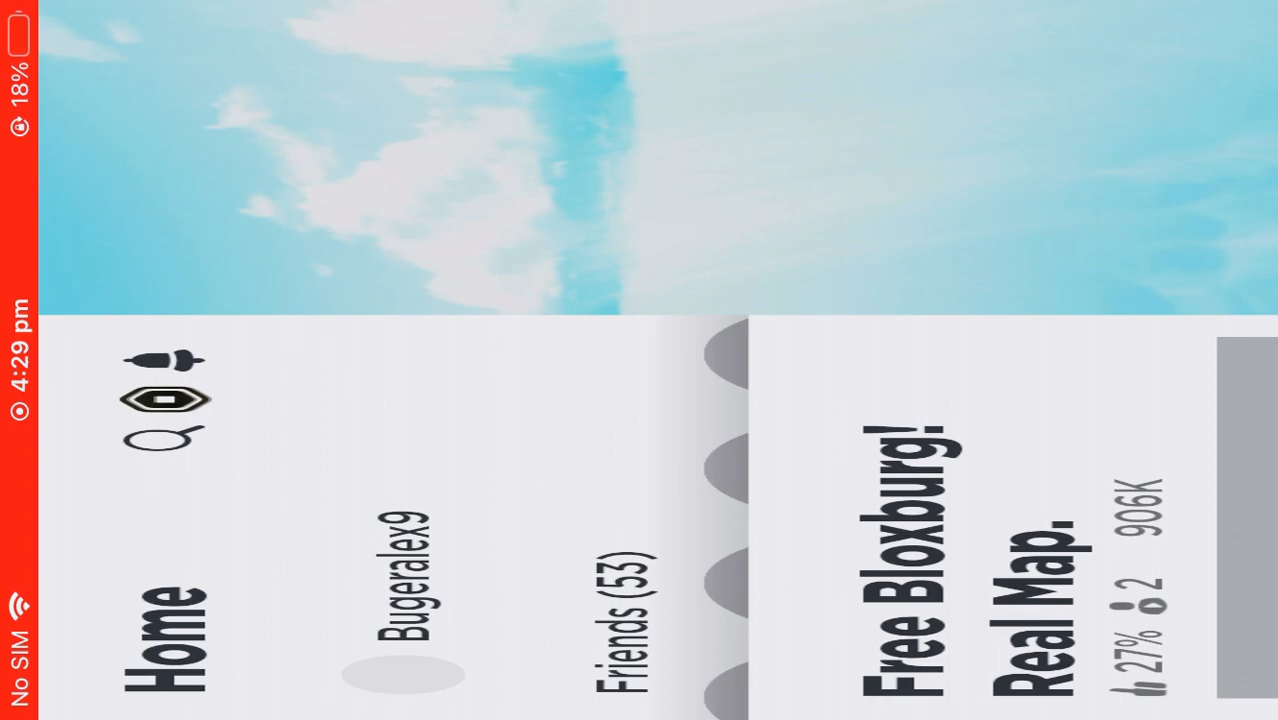 No SIM 4:29 pm 18%
Home
Bugeralex9
Friends (53)
Free Bloxburg!
Real Map.
27% 2 906K